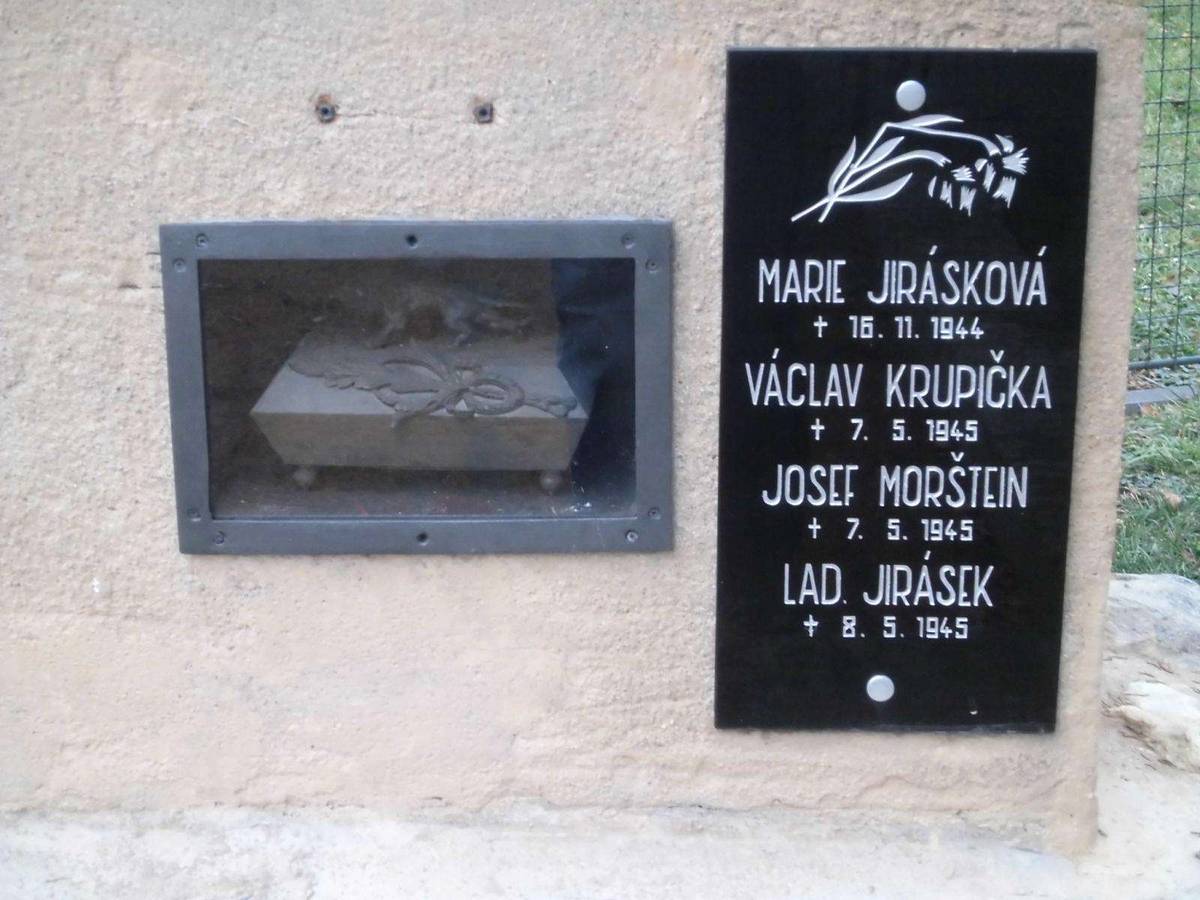 MARIE JIRÁSKOVÁ
✝ 16. 11. 1944
VÁCLAV KRUPIČKA
✝ 7. 5. 1945
JOSEF MORŠTEIN
✝ 7. 5. 1945
LAD. JIRÁSEK
✝ 8. 5. 1945